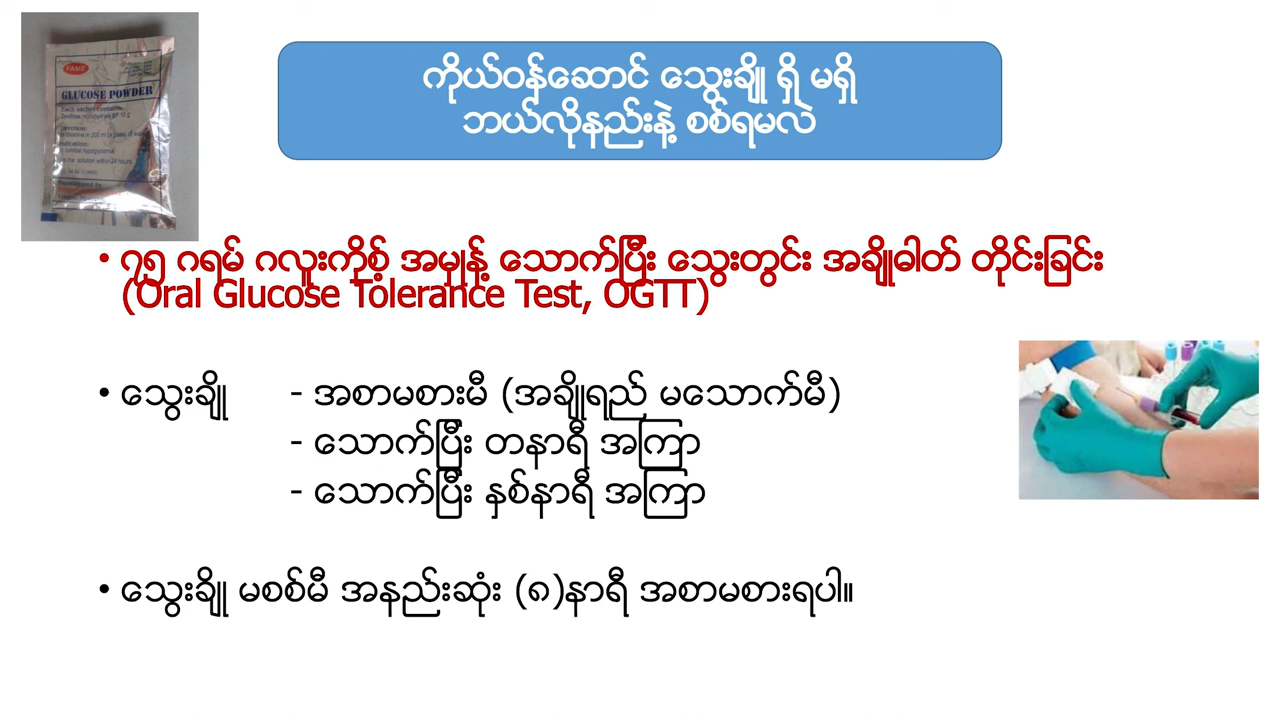 FAME
GLUCOSE POWDER
Each sachet contains:
Direction:
ကိုယ်ဝန်ဆောင် သွေးချို ရှိ မရှိ
ဘယ်လိုနည်းနဲ့ စစ်ရမလဲ
• ၇၅ ဂရမ် ဂလူးကို့စ် အမှုန့် သောက်ပြီး သွေးတွင်း အချိုဓါတ် တိုင်းခြင်း
(Oral Glucose Tolerance Test, OGTT)
• သွေးချို - အစာမစားမီ (အချိုရည် မသောက်မီ)
- သောက်ပြီး တနာရီ အကြာ
- သောက်ပြီး နှစ်နာရီ အကြာ
• သွေးချို မစစ်မီ အနည်းဆုံး (၈)နာရီ အစာမစားရပါ။